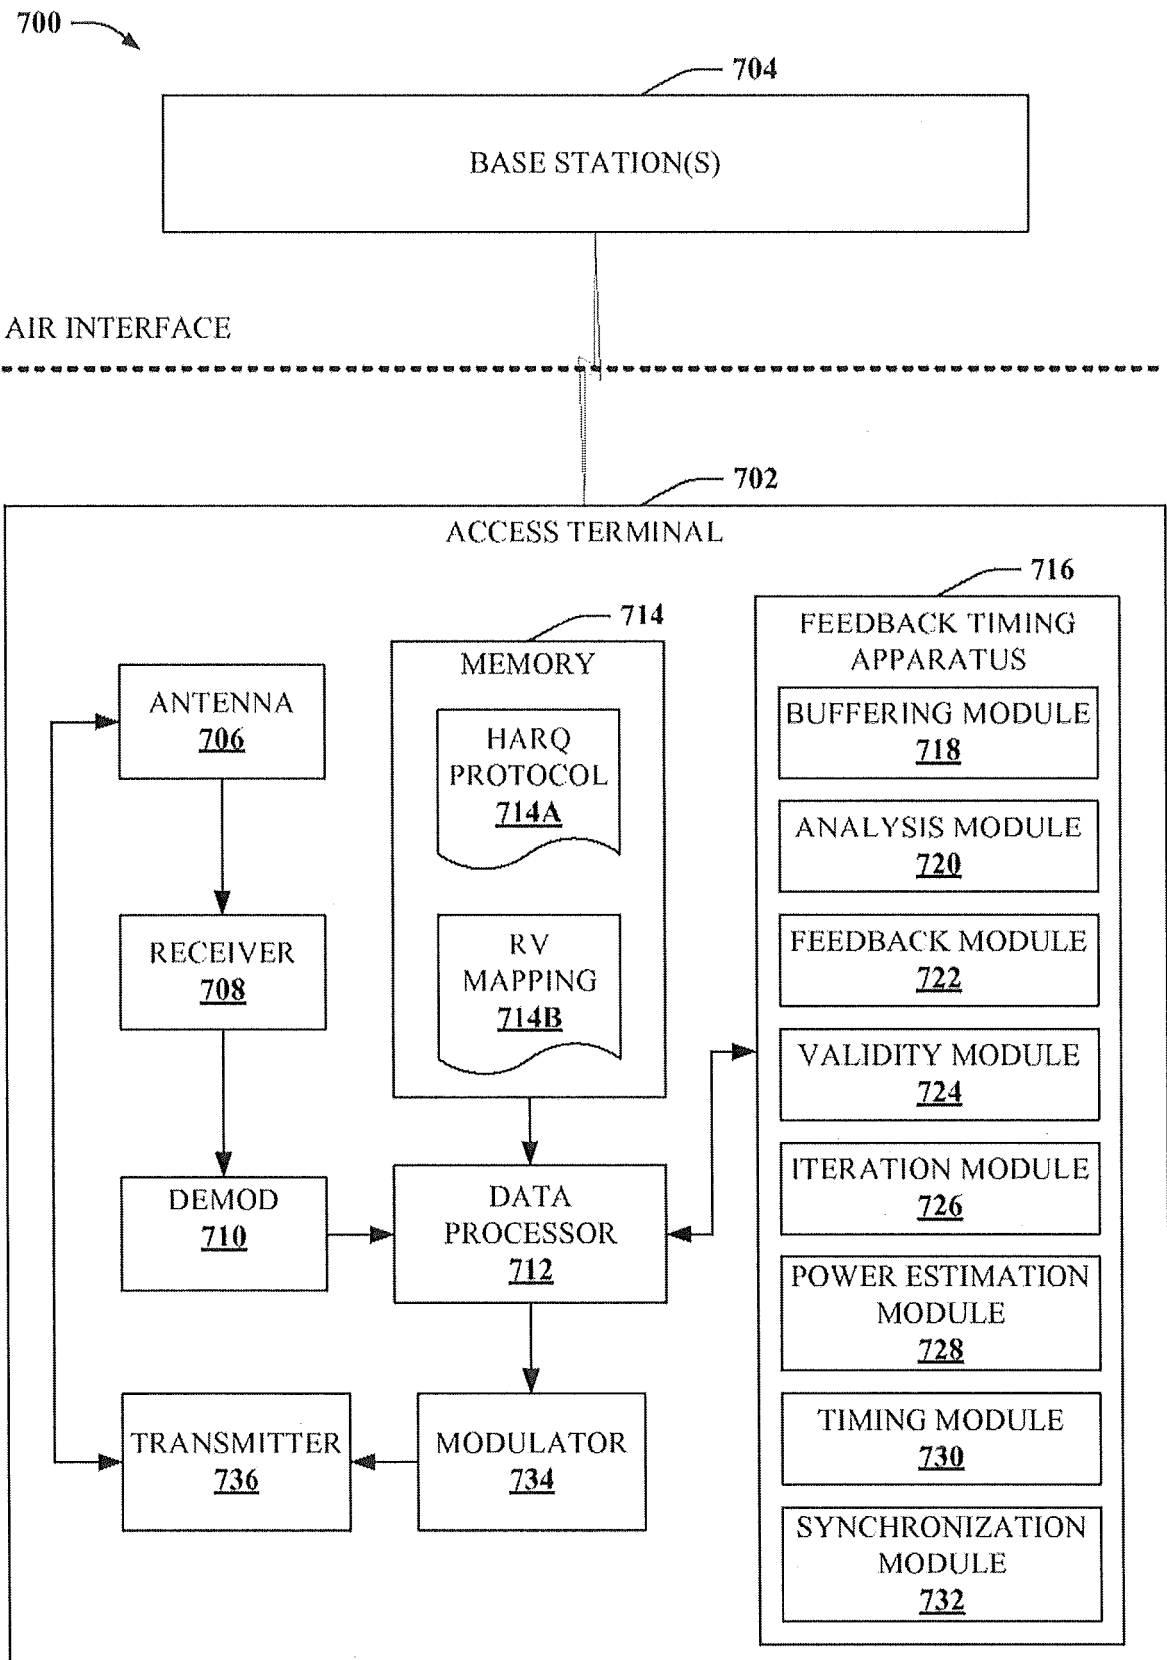 700
704
BASE STATION(S)
AIR INTERFACE
702
ACCESS TERMINAL
716
714
FEEDBACK TIMING
APPARATUS
MEMORY
ANTENNA
706
HARQ
PROTOCOL
714A
BUFFERING MODULE
718
ANALYSIS MODULE
720
RECEIVER
708
RV
MAPPING
714B
FEEDBACK MODULE
722
VALIDITY MODULE
724
DEMOD
710
DATA
PROCESSOR
712
ITERATION MODULE
726
POWER ESTIMATION
MODULE
728
TRANSMITTER
736
MODULATOR
734
TIMING MODULE
730
SYNCHRONIZATION
MODULE
732